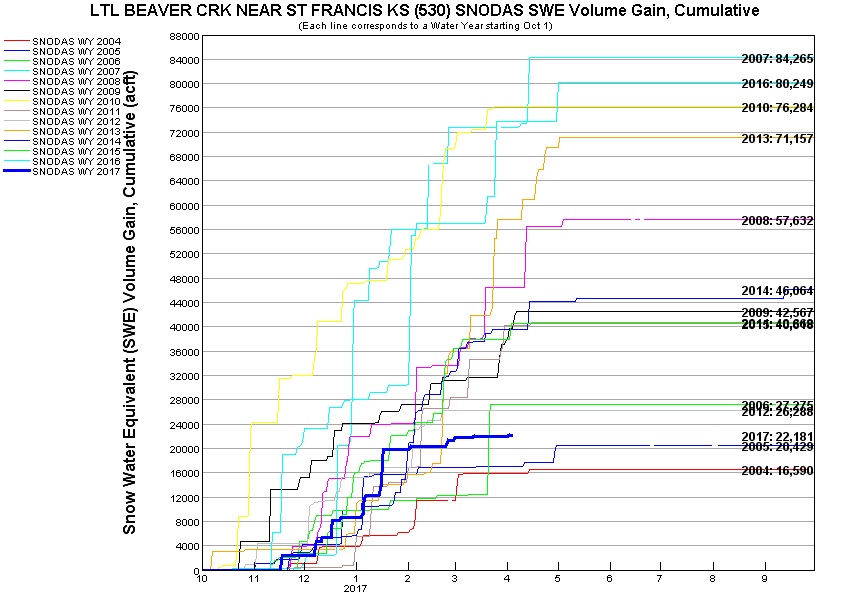 LTL BEAVER CRK NEAR ST FRANCIS KS (530) SNODAS SWE Volume Gain, Cumulative
(Each line corresponds to a Water Year starting Oct 1)
SNODAS WY 2004
SNODAS WY 2005
SNODAS WY 2006
SNODAS WY 2007
SNODAS WY 2008
SNODAS WY 2009
SNODAS WY 2010
SNODAS WY 2011
SNODAS WY 2012
SNODAS WY 2013
SNODAS WY 2014
SNODAS WY 2015
SNODAS WY 2016
SNODAS WY 2017
Snow Water Equivalent (SWE) Volume Gain, Cumulative (acft)
88000
84000
80000
76000
72000
68000
64000
60000
56000
52000
48000
44000
40000
36000
32000
28000
24000
20000
16000
12000
8000
4000
0
2007: 84,265
2016: 80,249
2010: 76,284
2013: 71,157
2008: 57,632
2014: 46,064
2009: 42,567
2006: 27,275
2012: 26,288
2017: 22,181
2005: 20,429
2004: 16,590
10 11 12 1 2 3 4 5 6 7 8 9
2017